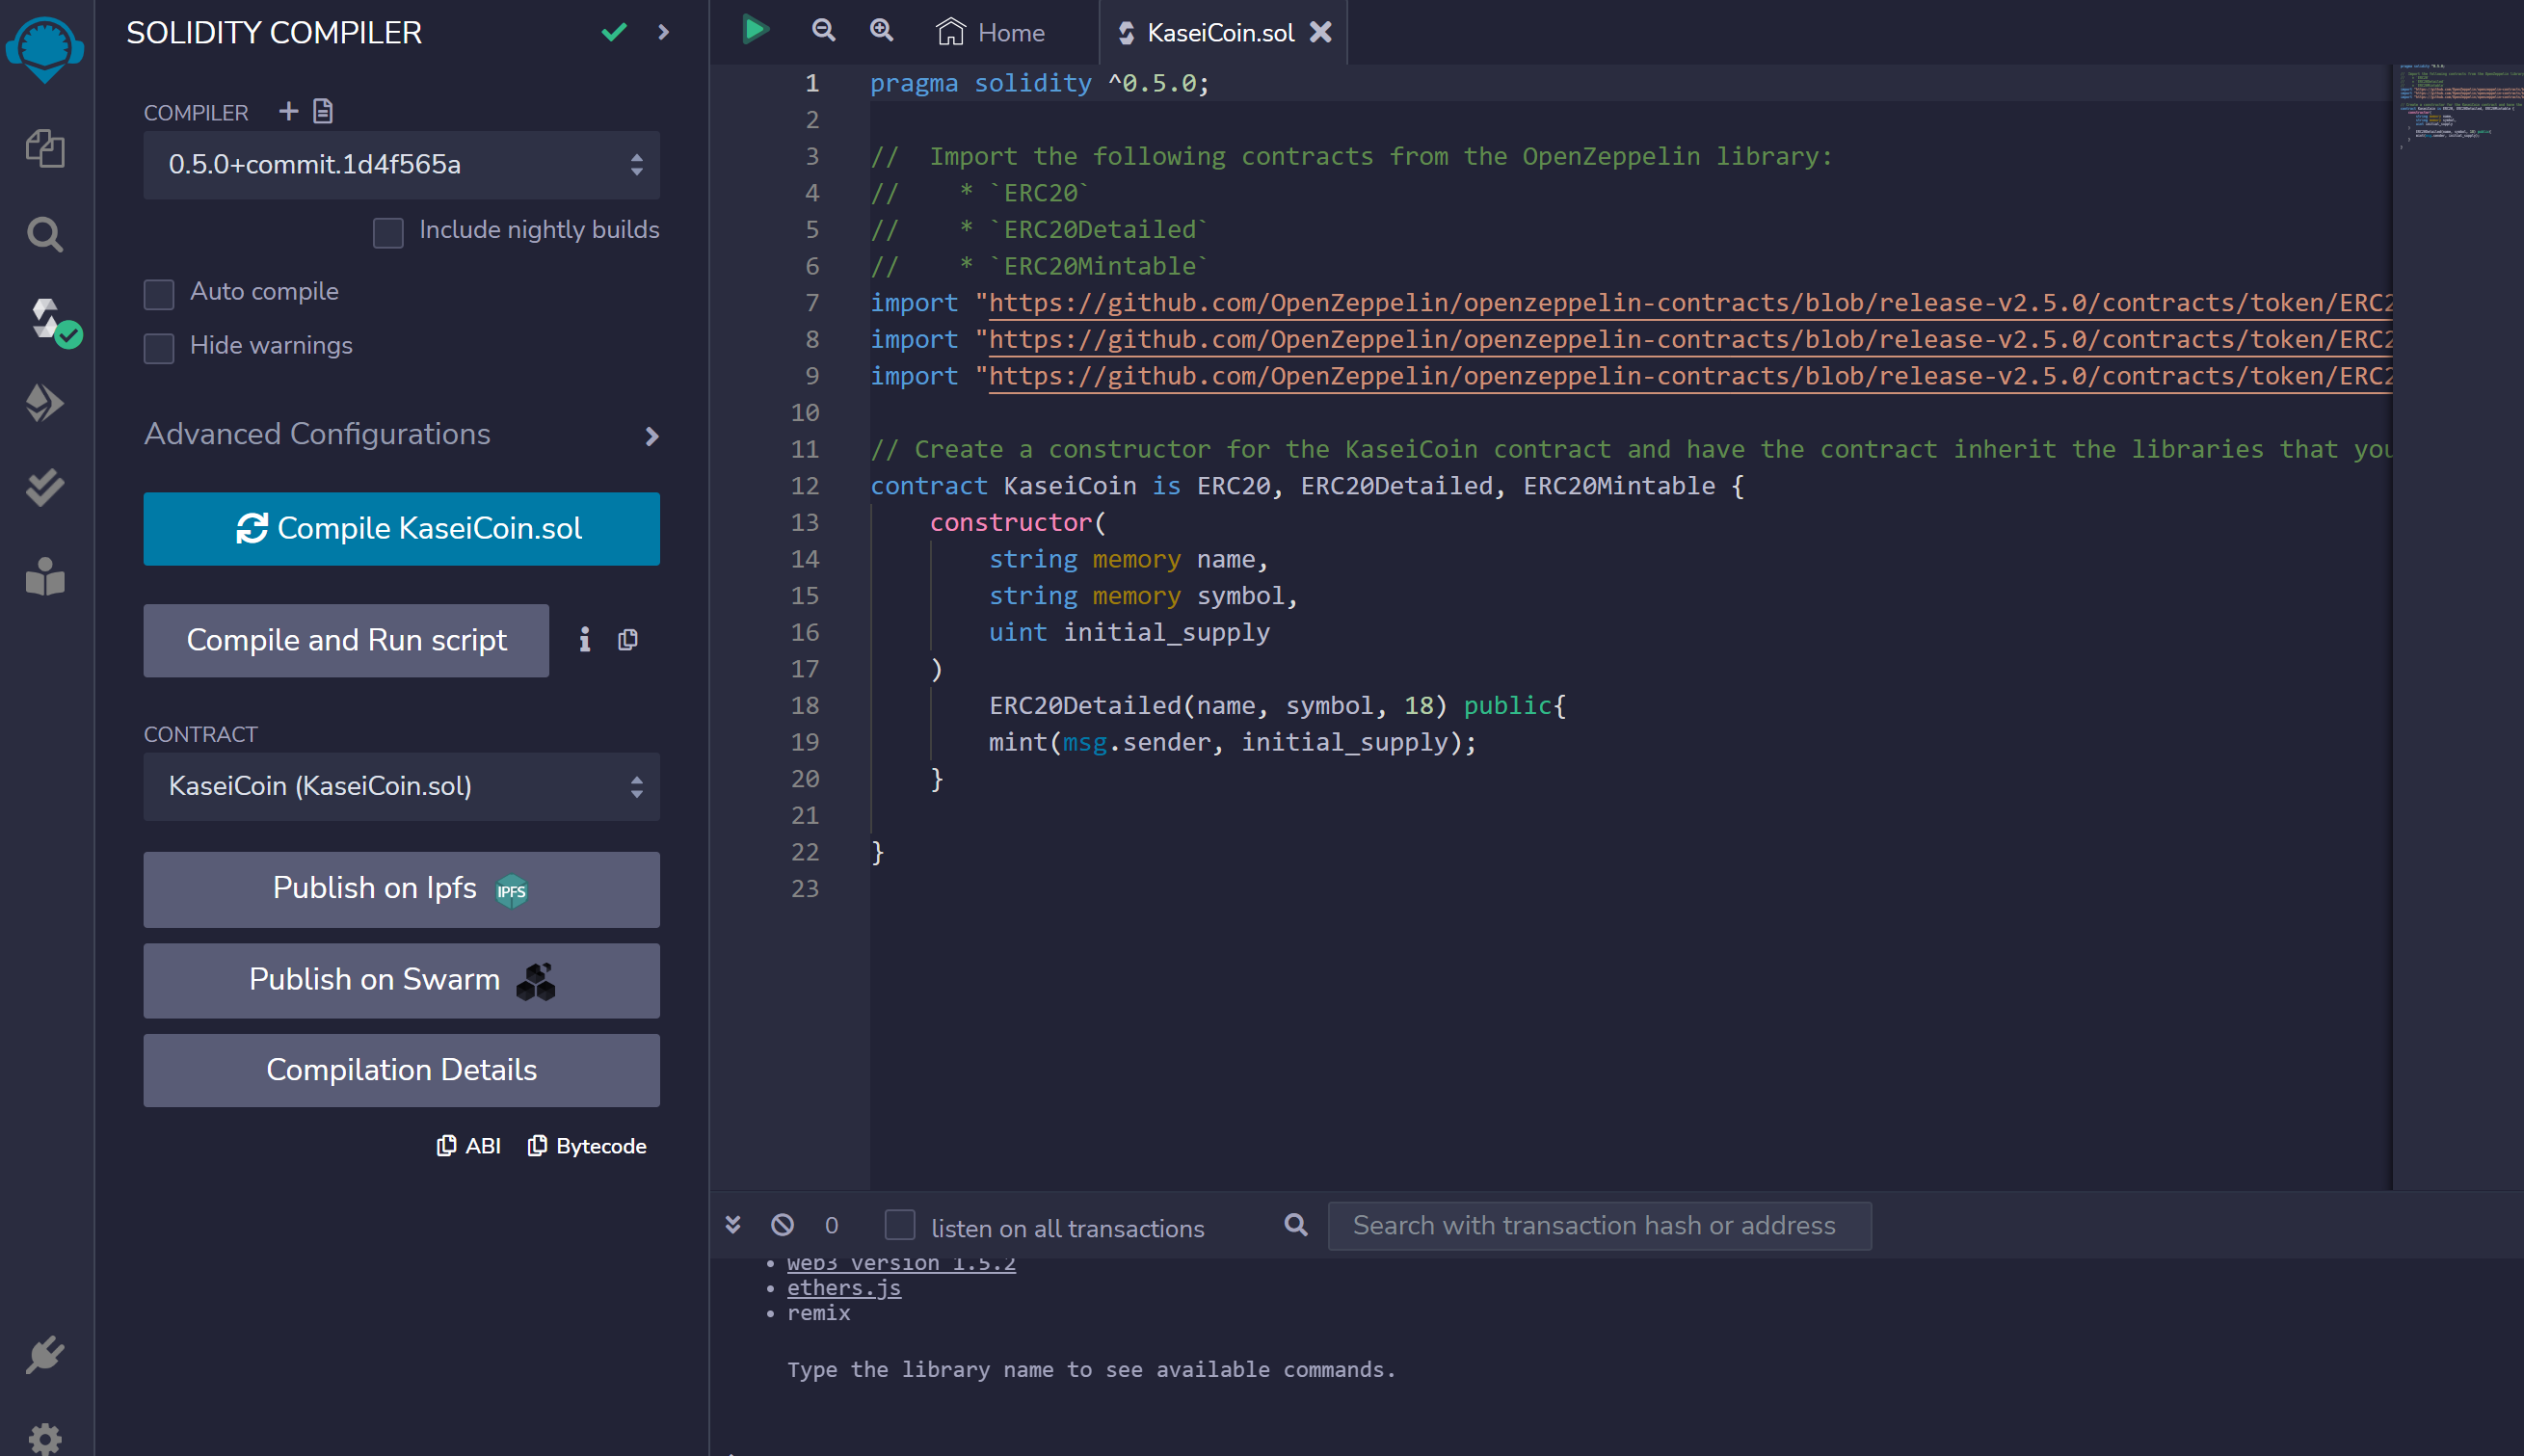 SOLIDITY COMPILER
COMPILER
0.5.0+commit.1d4f565a
Include nightly builds
Auto compile
Hide warnings
Advanced Configurations
Compile KaseiCoin.sol
Compile and Run script
CONTRACT
KaseiCoin (KaseiCoin.sol)
Publish on Ipfs IPFS
Publish on Swarm
Compilation Details
ABI Bytecode
Home KaseiCoin.sol
1 pragma solidity ^0.5.0;
2
3 //  Import the following contracts from the OpenZeppelin library:
4 //    * `ERC20`
5 //    * `ERC20Detailed`
6 //    * `ERC20Mintable`
7 import "https://github.com/OpenZeppelin/openzeppelin-contracts/blob/release-v2.5.0/contracts/token/ERC2
8 import "https://github.com/OpenZeppelin/openzeppelin-contracts/blob/release-v2.5.0/contracts/token/ERC2
9 import "https://github.com/OpenZeppelin/openzeppelin-contracts/blob/release-v2.5.0/contracts/token/ERC2
10
11 // Create a constructor for the KaseiCoin contract and have the contract inherit the libraries that you
12 contract KaseiCoin is ERC20, ERC20Detailed, ERC20Mintable {
13     constructor(
14         string memory name,
15         string memory symbol,
16         uint initial_supply
17     )
18         ERC20Detailed(name, symbol, 18) public{
19         mint(msg.sender, initial_supply);
20     }
21
22 }
23
0 listen on all transactions Search with transaction hash or address
• web3 version 1.5.2
• ethers.js
• remix
Type the library name to see available commands.